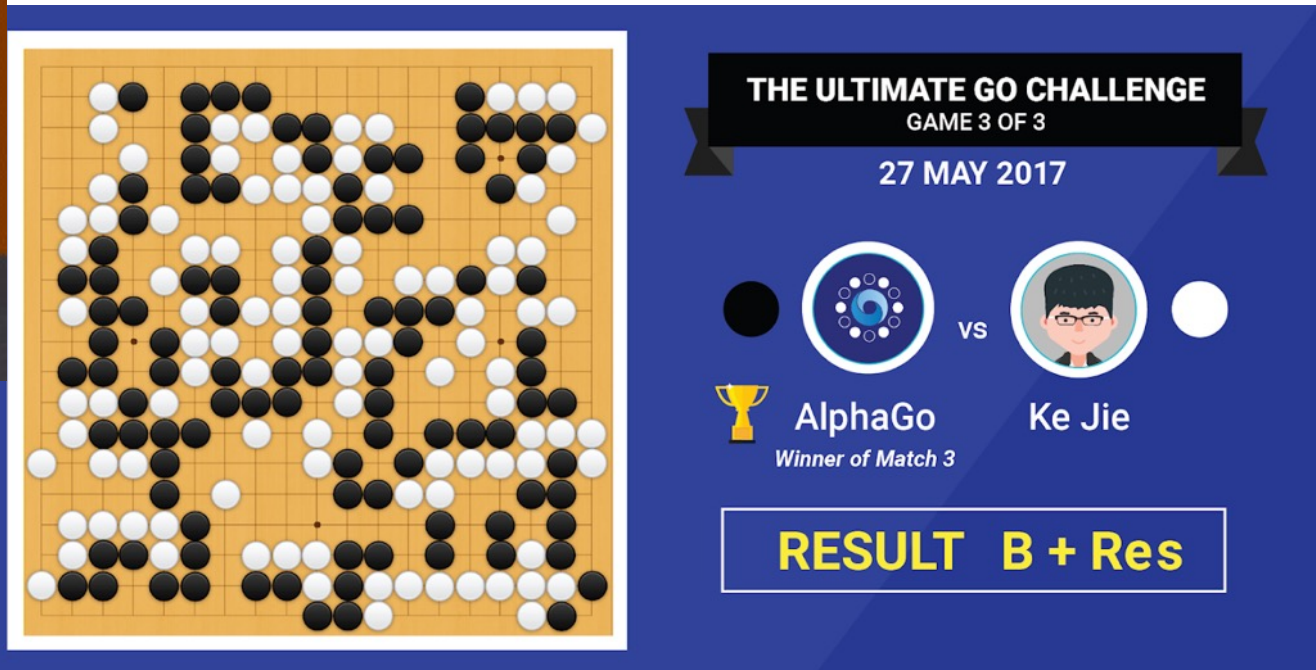 THE ULTIMATE GO CHALLENGE
GAME 3 OF 3
27 MAY 2017
VS
AlphaGo
Winner of Match 3
Ke Jie
RESULT B + Res